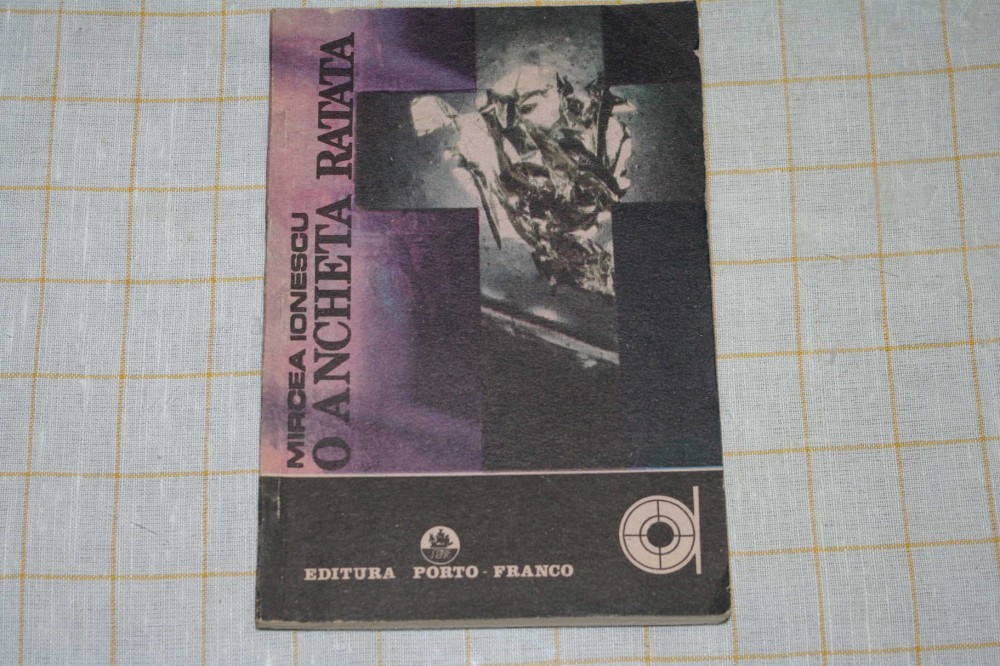 MIRCEA IONESCU
O ANCHETA RATATA
EDITURA PORTO-FRANCO